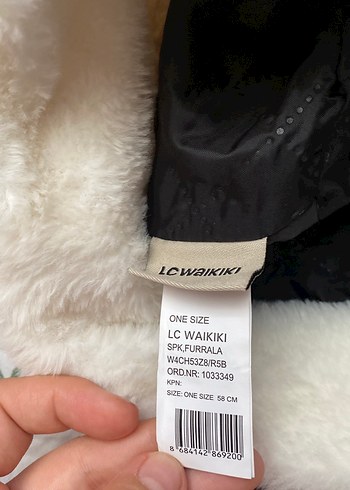 LC WAIKIKI
ONE SIZE
LC WAIKIKI
SPK,FURRALA
W4CH53Z8/R5B
ORD.NR: 1033349
KPN:
SIZE: ONE SIZE 58 CM
8 684142 869200